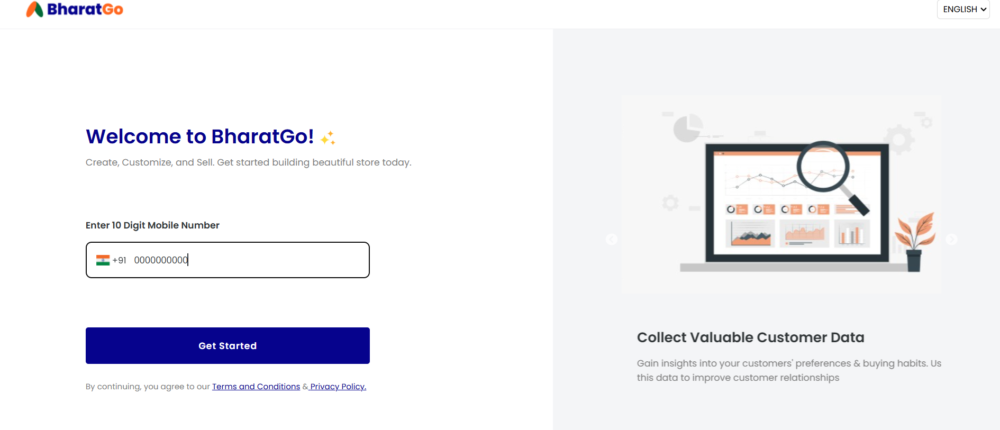 BharatGo
ENGLISH
Welcome to BharatGo!
Create, Customize, and Sell. Get started building beautiful store today.
Enter 10 Digit Mobile Number
+91 0000000000
Get Started
By continuing, you agree to our Terms and Conditions & Privacy Policy.
Collect Valuable Customer Data
Gain insights into your customers' preferences & buying habits. Us
this data to improve customer relationships